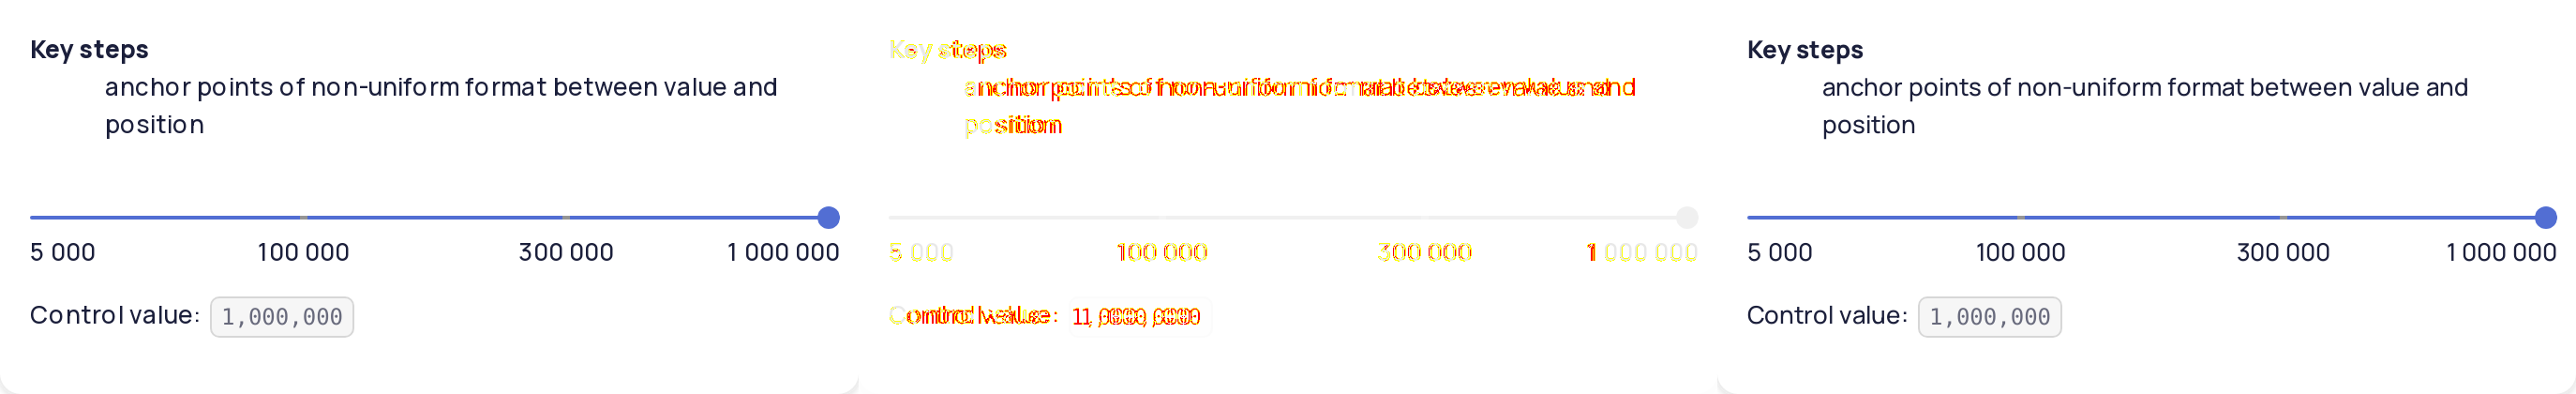 Key steps
anchor points of non-uniform format between value and
position
5 000 100 000 300 000 1 000 000
Control value: 1,000,000
Key steps
anchor points of non-uniform format between value and
position
5 000 100 000 300 000 1 000 000
Control value:
Key steps
anchor points of non-uniform format between value and
position
5 000 100 000 300 000 1 000 000
Control value: 1,000,000